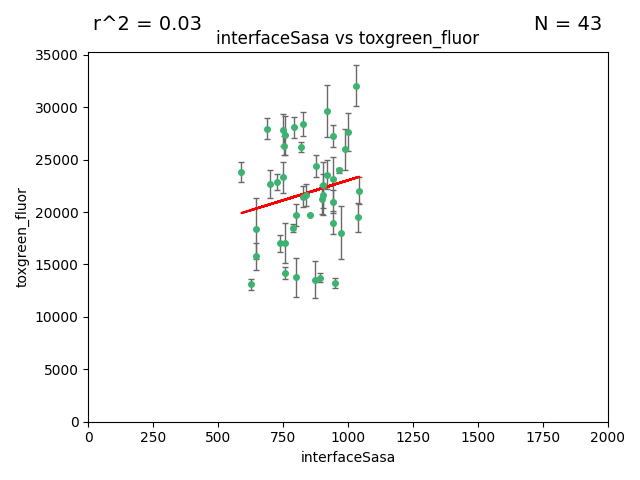 r^2 = 0.03
N = 43
interfaceSasa vs toxgreen_fluor
35000
30000
25000
20000
15000
10000
5000
0
toxgreen_fluor
0 250 500 750 1000 1250 1500 1750 2000
interfaceSasa